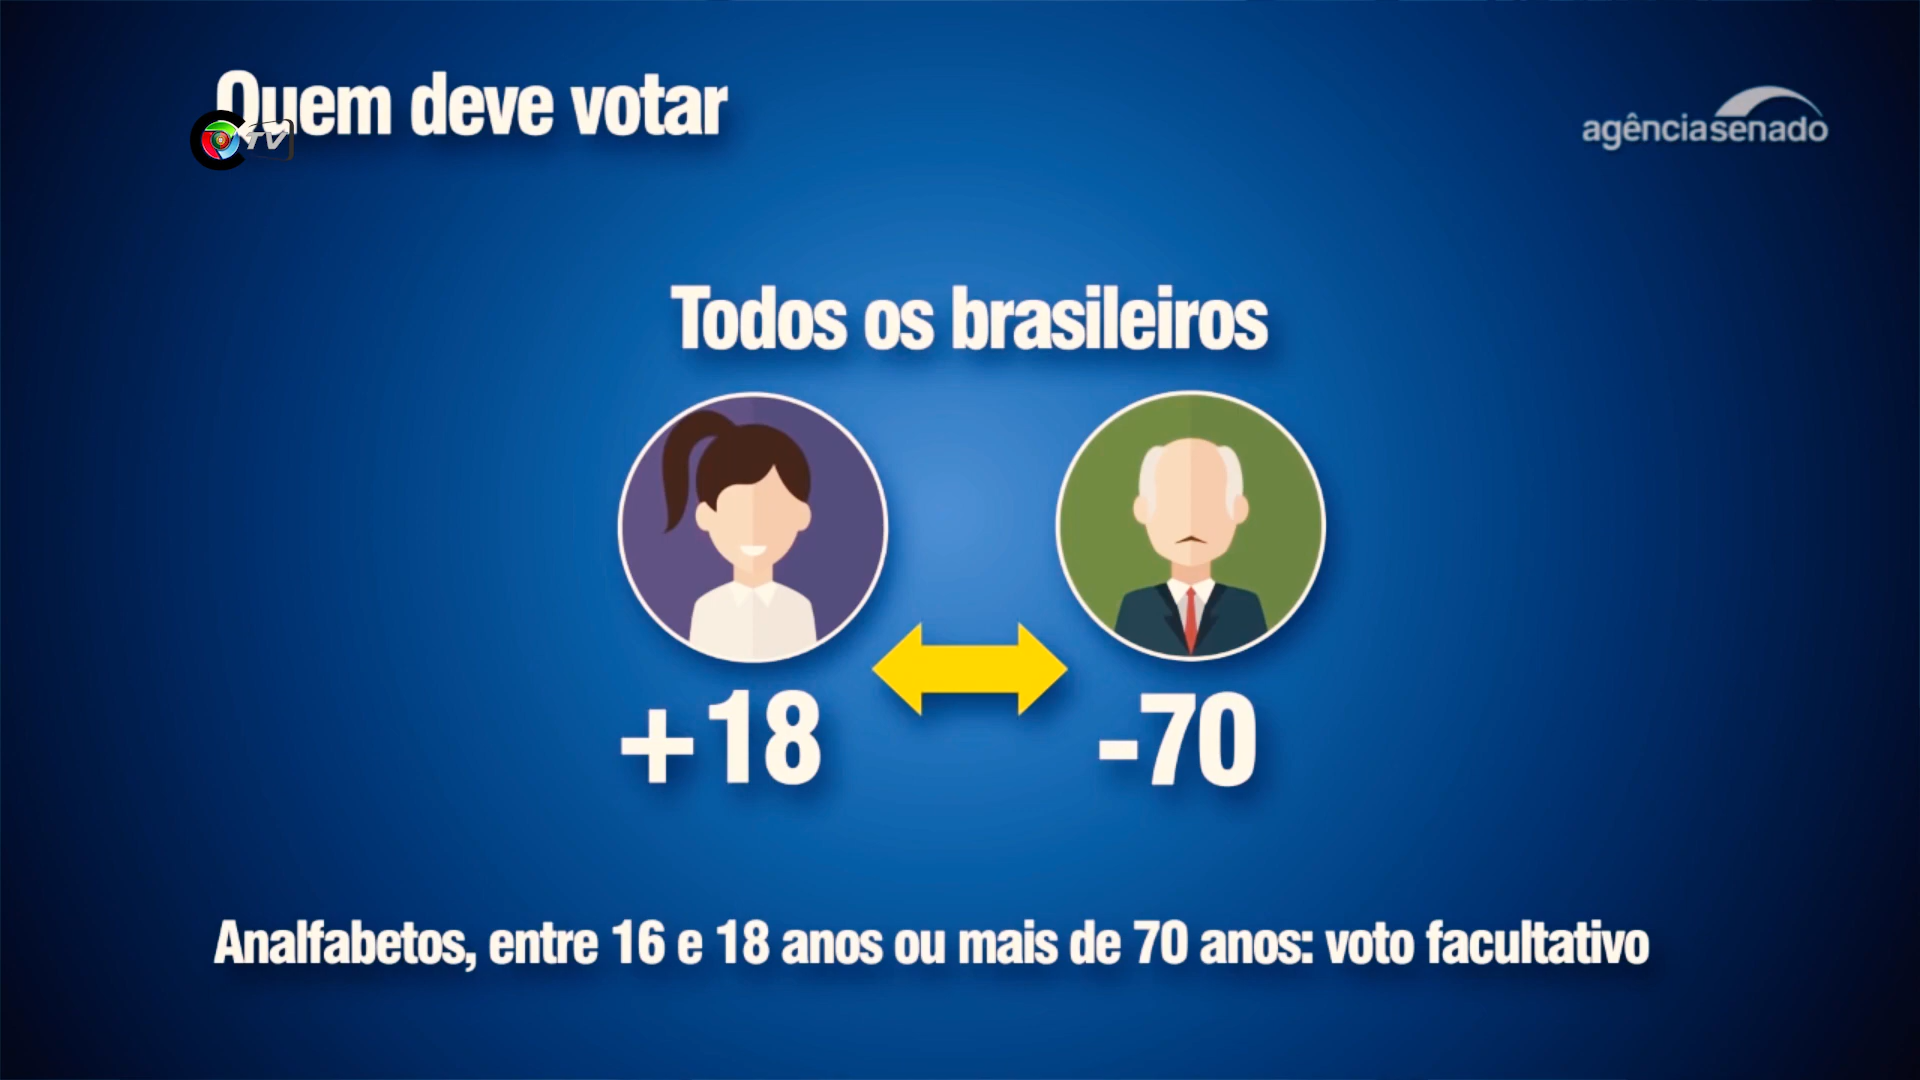 Quem deve votar
TV
agênciasenado
Todos os brasileiros
+18
-70
Analfabetos, entre 16 e 18 anos ou mais de 70 anos: voto facultativo